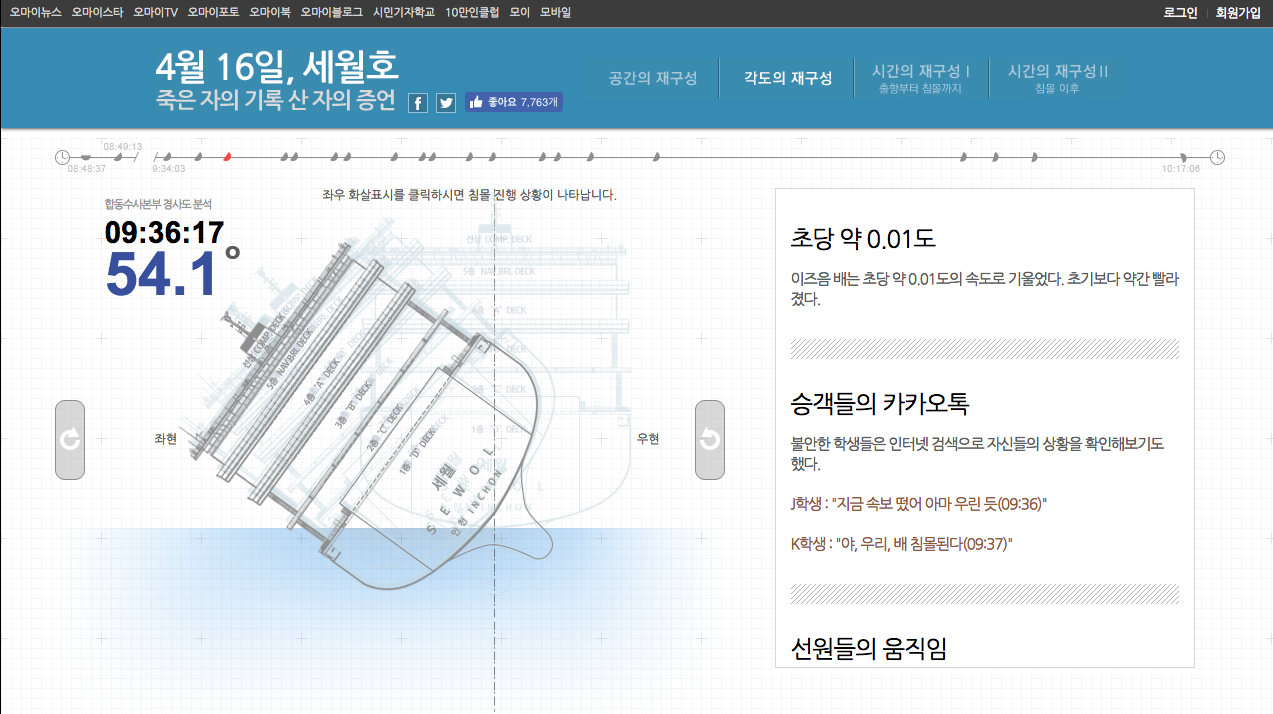 오마이뉴스 오마이스타 오마이TV 오마이포토 오마이북 오마이블로그 시민기자학교 10만인클럽 모이 모바일
로그인 회원가입
4월 16일, 세월호
죽은 자의 기록 산 자의 증언
좋아요 7,763개
공간의 재구성
각도의 재구성
시간의 재구성 I
출항부터 침몰까지
시간의 재구성 II
침몰 이후
08:48:37
08:49:13
9:34:03
10:17:06
좌우 화살표시를 클릭하시면 침몰 진행 상황이 나타납니다.
합동수사본부 경사도 분석
09:36:17
54.1°
좌현
우현
선상 COMP. DECK
5층 NAV.BRI. DECK
4층 "A" DECK
3층 "B" DECK
2층 "C" DECK
1층 "D" DECK
세월
SEWOL
인천 INCHON
초당 약 0.01도
이즈음 배는 초당 약 0.01도의 속도로 기울었다. 초기보다 약간 빨라
졌다.
승객들의 카카오톡
불안한 학생들은 인터넷 검색으로 자신들의 상황을 확인해보기도
했다.
J학생 : "지금 속보 떴어 아마 우린 듯(09:36)"
K학생 : "야, 우리, 배 침몰된다(09:37)"
선원들의 움직임